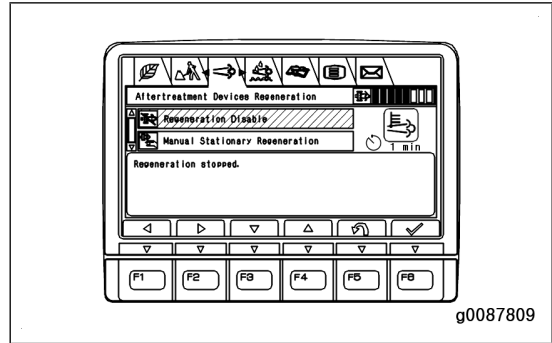 Aftertreatment Devices Regeneration
Regeneration Disable
Manual Stationary Regeneration
1 min
Regeneration stopped.
F1 F2 F3 F4 F5 F6
g0087809